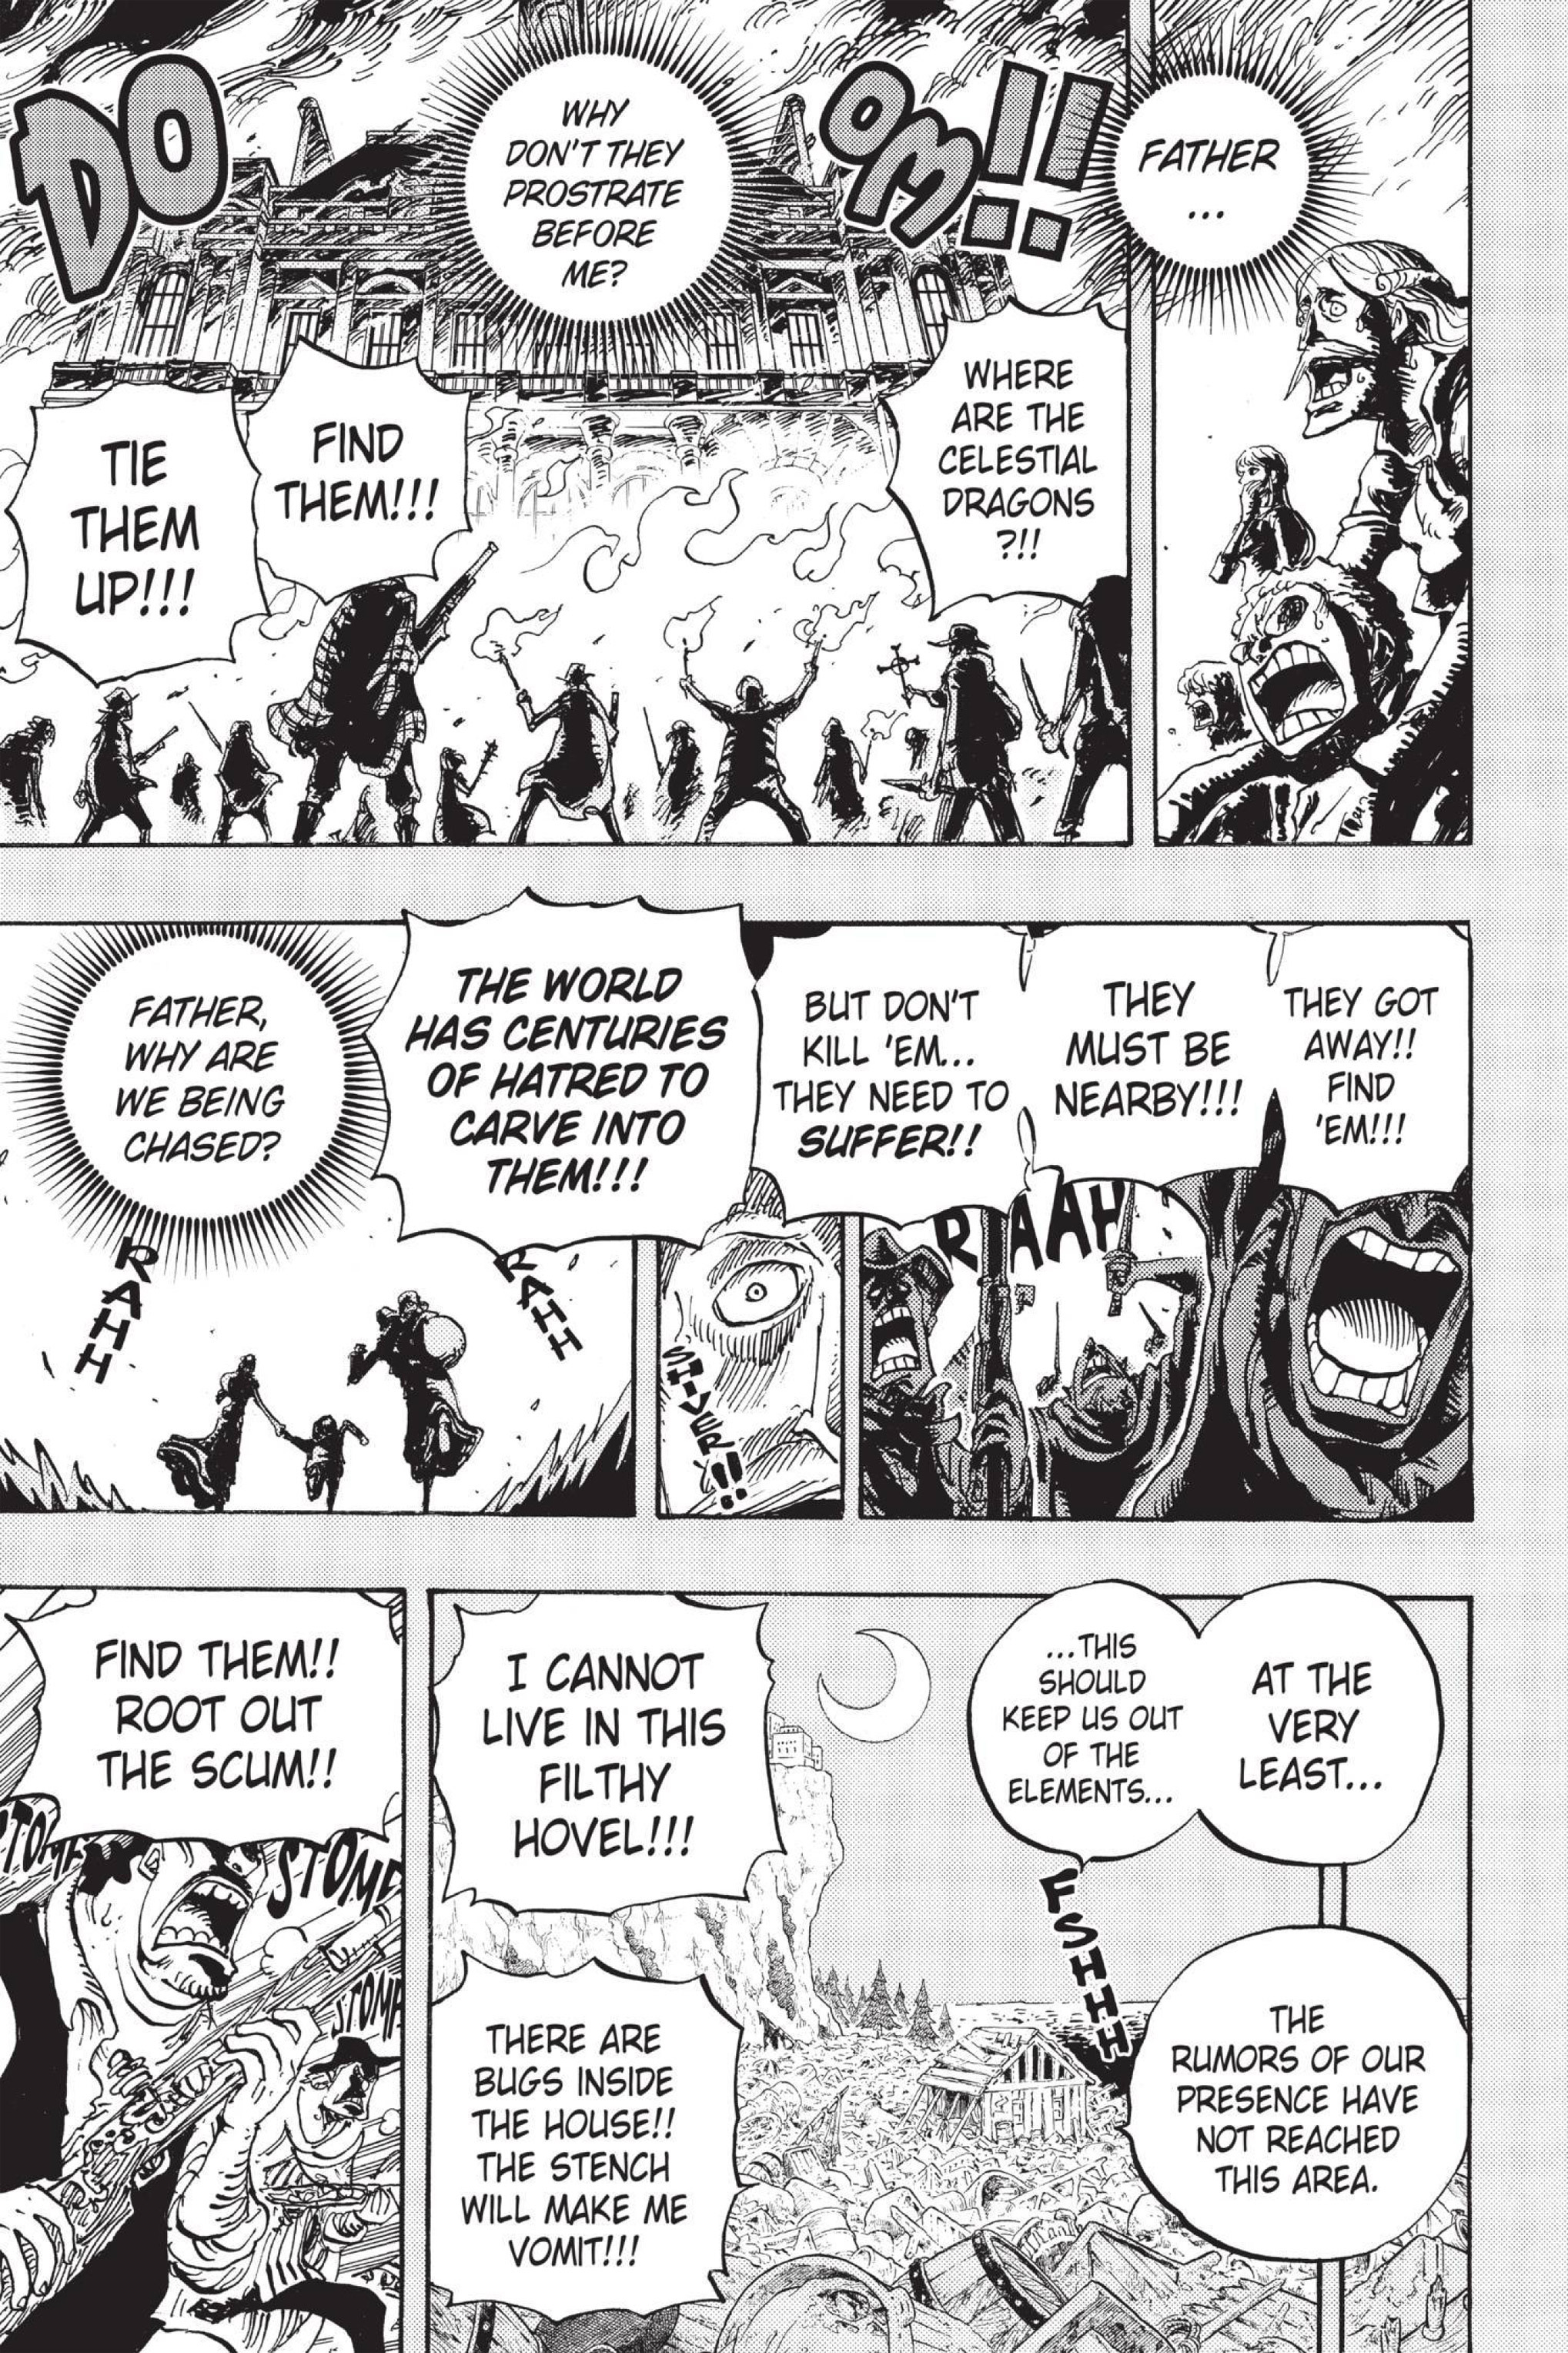 FATHER
...
WHY
DON'T THEY
PROSTRATE
BEFORE
ME?
DOOM!!
WHERE
ARE THE
CELESTIAL
DRAGONS
?!!
FIND
THEM!!!
TIE
THEM
UP!!!
THEY GOT
AWAY!!
FIND
'EM!!!
THEY
MUST BE
NEARBY!!!
RAAH
BUT DON'T
KILL 'EM...
THEY NEED TO
SUFFER!!
THE WORLD
HAS CENTURIES
OF HATRED TO
CARVE INTO
THEM!!!
SHIVER!!
FATHER,
WHY ARE
WE BEING
CHASED?
RAHH
RAHH
AT THE
VERY
LEAST...
...THIS
SHOULD
KEEP US OUT
OF THE
ELEMENTS...
FSHHH
THE
RUMORS OF OUR
PRESENCE HAVE
NOT REACHED
THIS AREA.
I CANNOT
LIVE IN THIS
FILTHY
HOVEL!!!
THERE ARE
BUGS INSIDE
THE HOUSE!!
THE STENCH
WILL MAKE ME
VOMIT!!!
FIND THEM!!
ROOT OUT
THE SCUM!!
STOMP
STOMP
STOMP